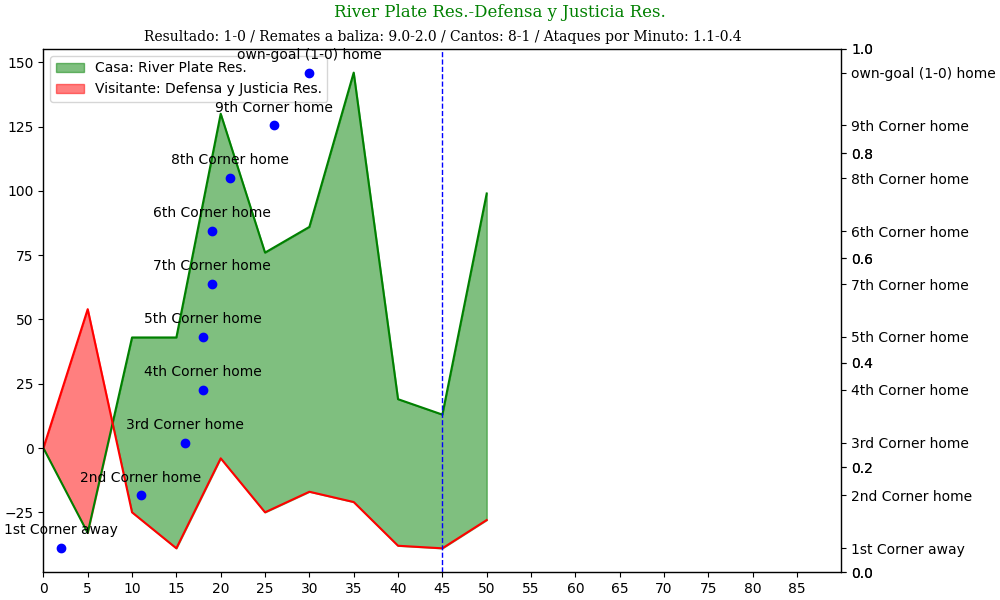 River Plate Res.-Defensa y Justicia Res.
Resultado: 1-0 / Remates a baliza: 9.0-2.0 / Cantos: 8-1 / Ataques por Minuto: 1.1-0.4
Casa: River Plate Res.
Visitante: Defensa y Justicia Res.
own-goal (1-0) home
9th Corner home
8th Corner home
6th Corner home
7th Corner home
5th Corner home
4th Corner home
3rd Corner home
2nd Corner home
1st Corner away
150
125
100
75
50
25
0
−25
0
5
10
15
20
25
30
35
40
45
50
55
60
65
70
75
80
85
1.0
own-goal (1-0) home
9th Corner home
0.8
8th Corner home
6th Corner home
0.6
7th Corner home
5th Corner home
0.4
4th Corner home
3rd Corner home
0.2
2nd Corner home
1st Corner away
0.0